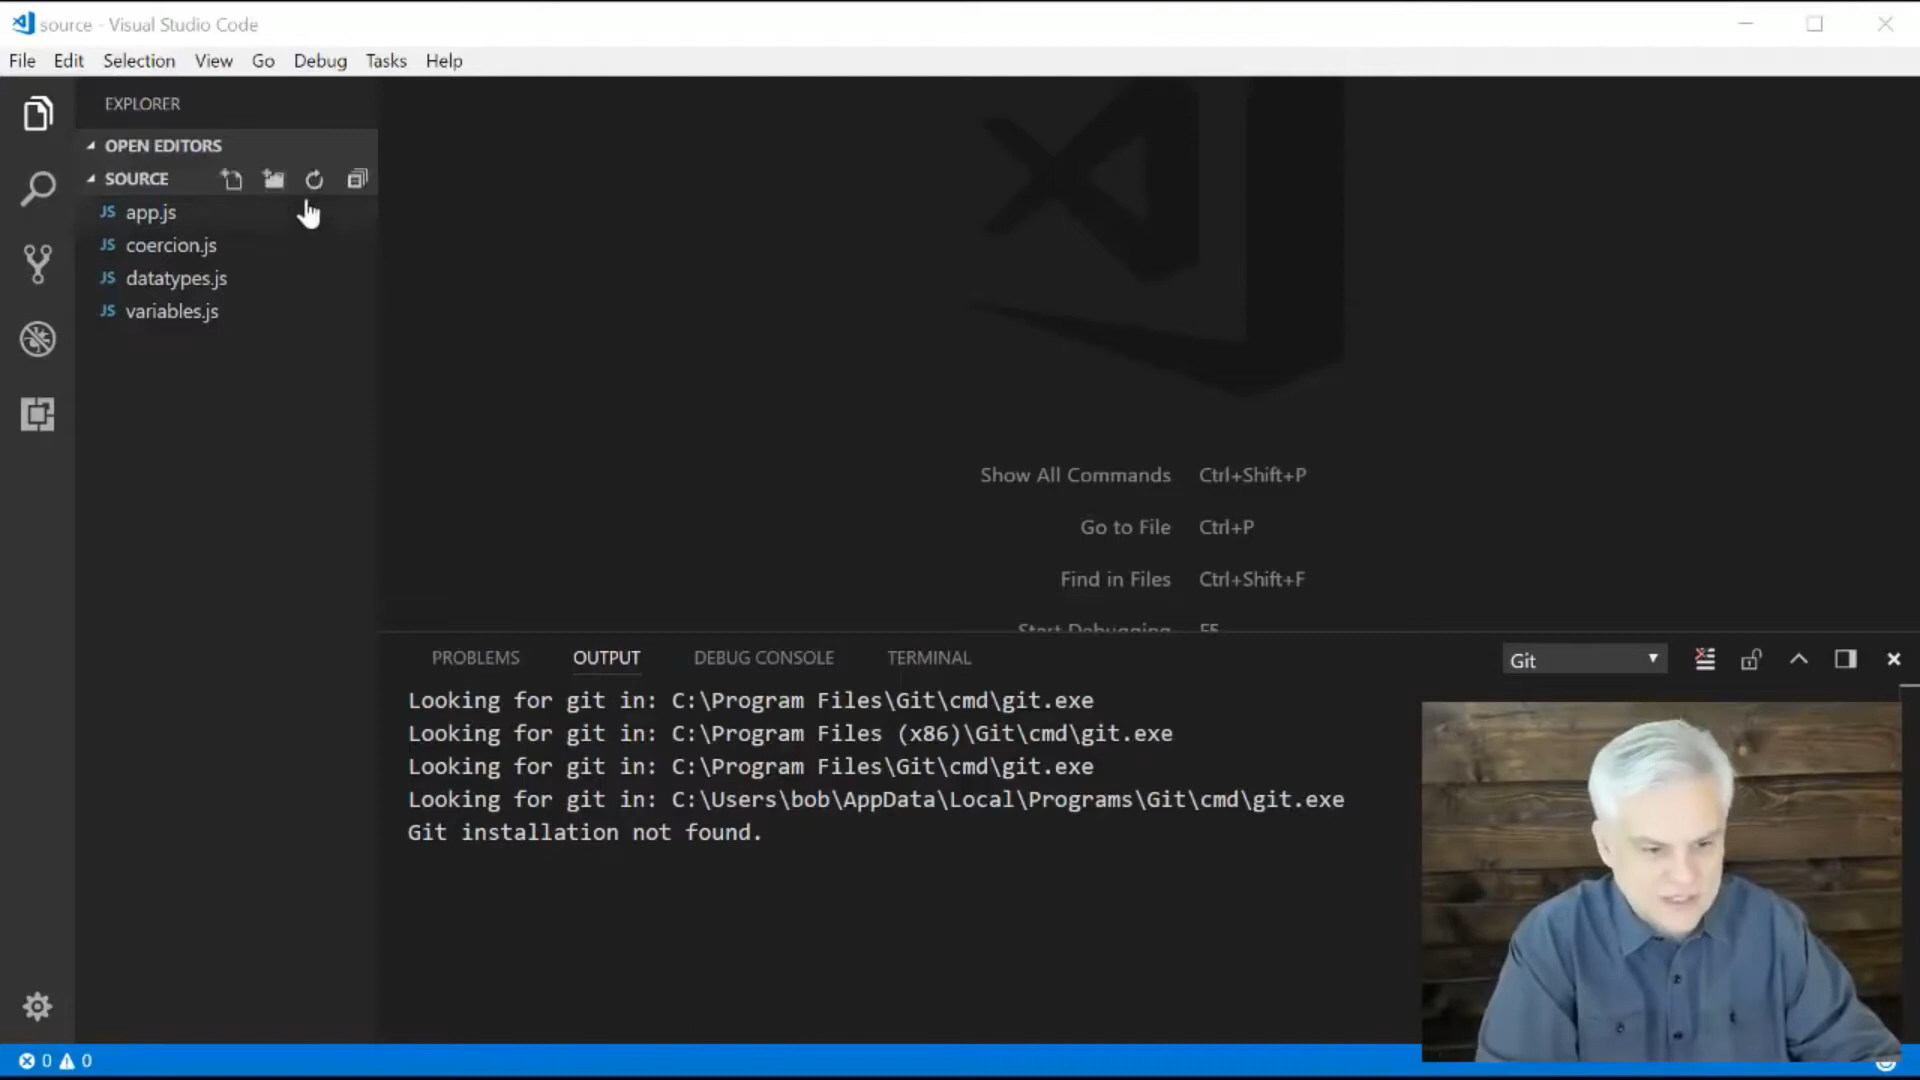 source - Visual Studio Code
File Edit Selection View Go Debug Tasks Help
EXPLORER
OPEN EDITORS
SOURCE
JS app.js
JS coercion.js
JS datatypes.js
JS variables.js
Show All Commands Ctrl+Shift+P
Go to File Ctrl+P
Find in Files Ctrl+Shift+F
Start Debugging F5
PROBLEMS OUTPUT DEBUG CONSOLE TERMINAL Git
Looking for git in: C:\Program Files\Git\cmd\git.exe
Looking for git in: C:\Program Files (x86)\Git\cmd\git.exe
Looking for git in: C:\Program Files\Git\cmd\git.exe
Looking for git in: C:\Users\bob\AppData\Local\Programs\Git\cmd\git.exe
Git installation not found.
0 0